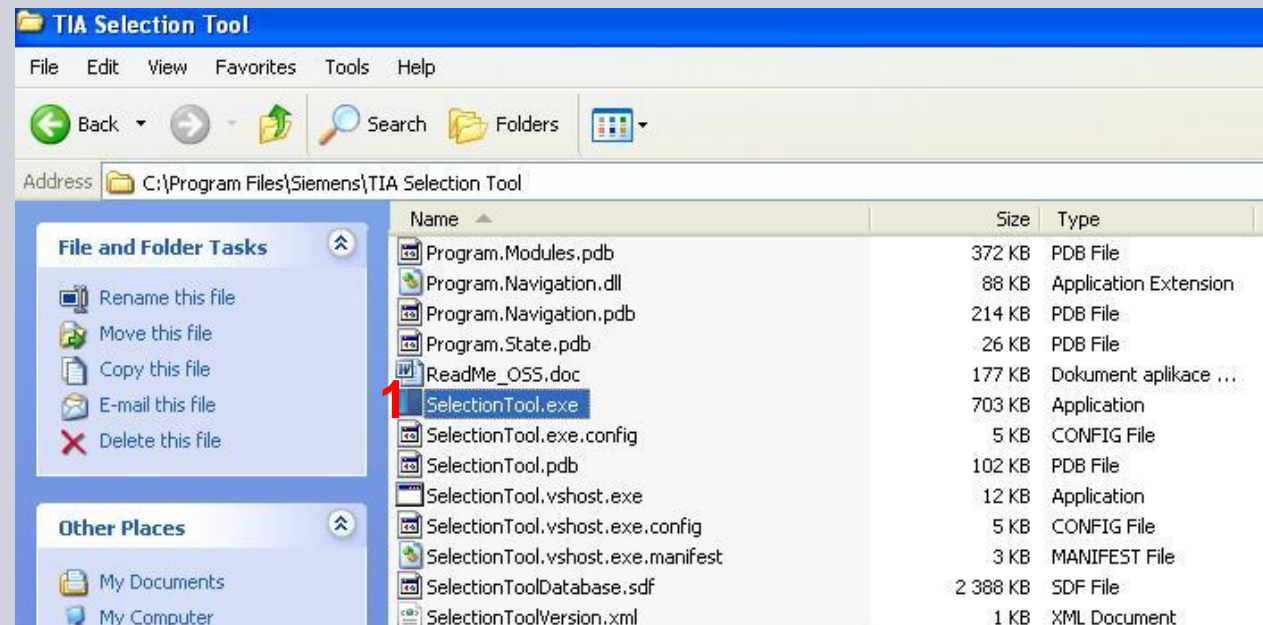 TIA Selection Tool
File Edit View Favorites Tools Help
Back Search Folders
Address C:\Program Files\Siemens\TIA Selection Tool
Name Size Type
File and Folder Tasks
Rename this file
Move this file
Copy this file
E-mail this file
Delete this file
Other Places
My Documents
My Computer
Program.Modules.pdb 372 KB PDB File
Program.Navigation.dll 88 KB Application Extension
Program.Navigation.pdb 214 KB PDB File
Program.State.pdb 26 KB PDB File
ReadMe_OSS.doc 177 KB Dokument aplikace ...
1 SelectionTool.exe 703 KB Application
SelectionTool.exe.config 5 KB CONFIG File
SelectionTool.pdb 102 KB PDB File
SelectionTool.vshost.exe 12 KB Application
SelectionTool.vshost.exe.config 5 KB CONFIG File
SelectionTool.vshost.exe.manifest 3 KB MANIFEST File
SelectionToolDatabase.sdf 2 388 KB SDF File
SelectionToolVersion.xml 1 KB XML Document